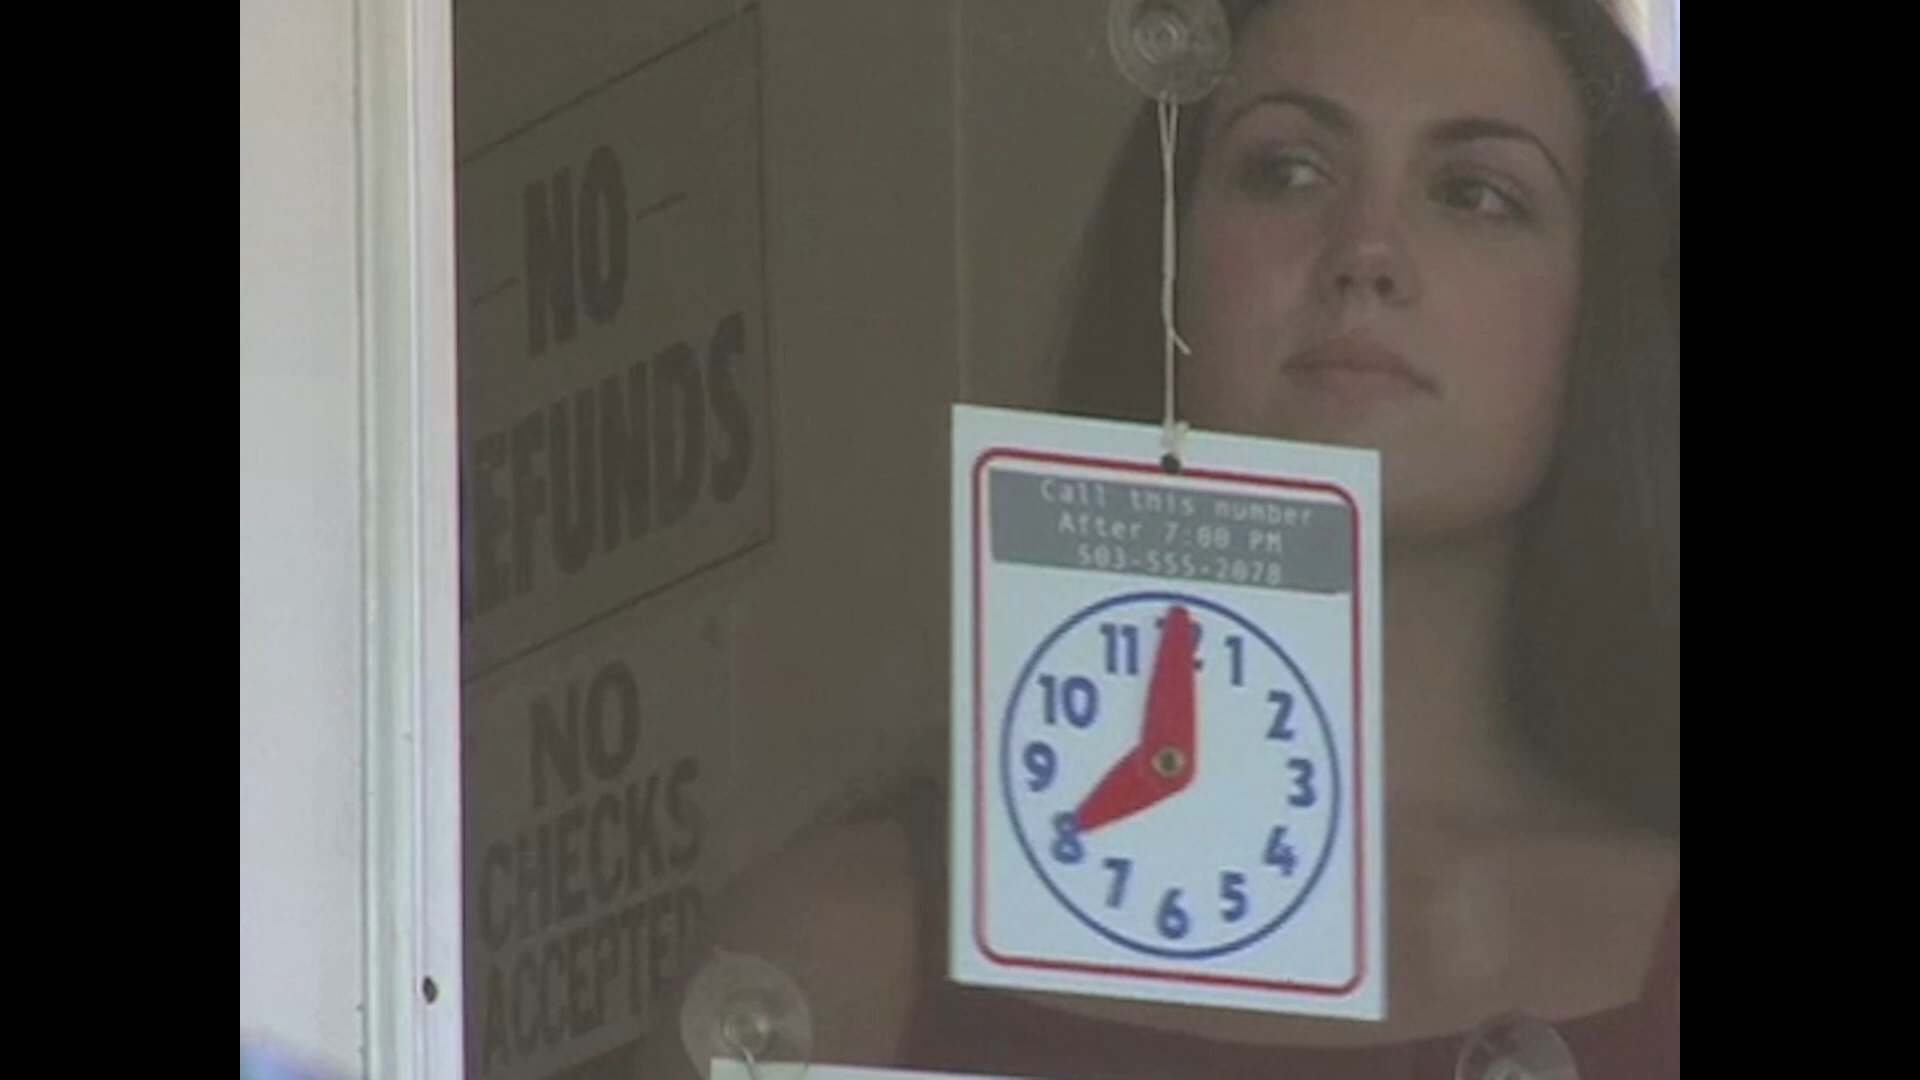 NO
EFUNDS
NO
CHECKS
ACCEPTED
Call this number
After 7:00 PM
503-555-2078
11 12 1
10 2
9 3
8 4
7 6 5